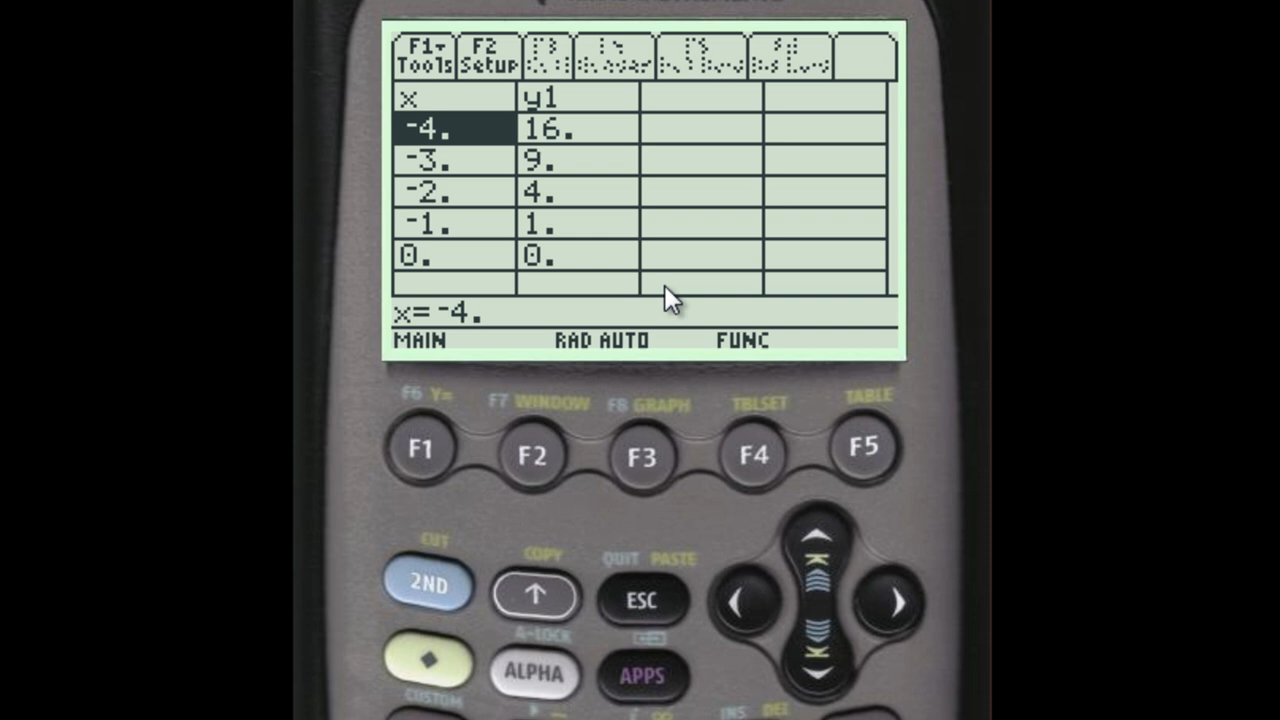 F1 F2
Tools Setup
x y1
-4. 16.
-3. 9.
-2. 4.
-1. 1.
0. 0.
x=-4.
MAIN RAD AUTO FUNC
F6 Y= F7 WINDOW F8 GRAPH TBLSET TABLE
F1 F2 F3 F4 F5
CUT COPY QUIT PASTE
2ND ↑ ESC
A-LOCK
ALPHA APPS
CUSTOM INS DEL